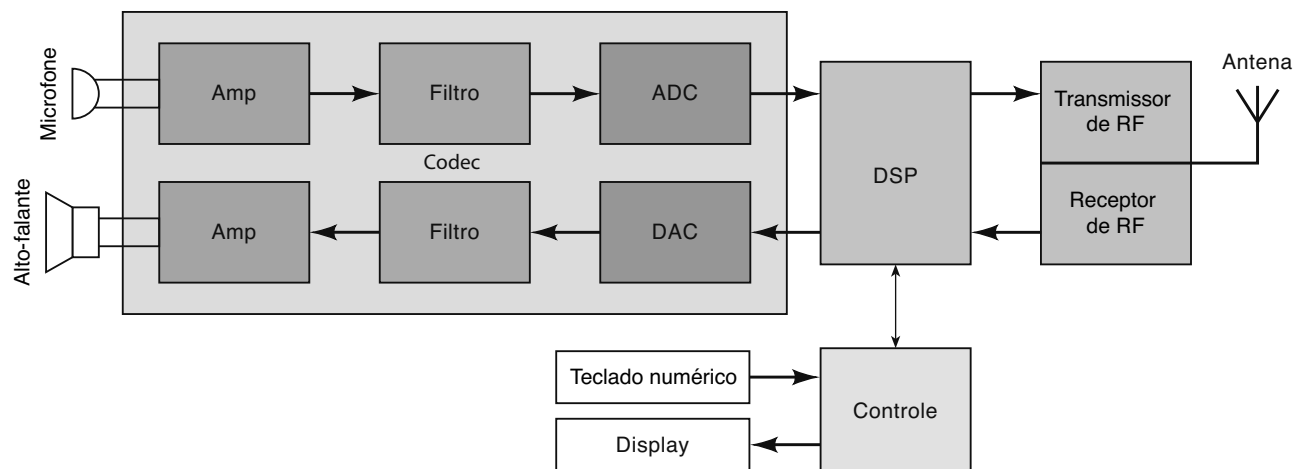 Microfone
Amp
Filtro
ADC
Codec
Alto-falante
Amp
Filtro
DAC
DSP
Transmissor
de RF
Receptor
de RF
Antena
Teclado numérico
Display
Controle